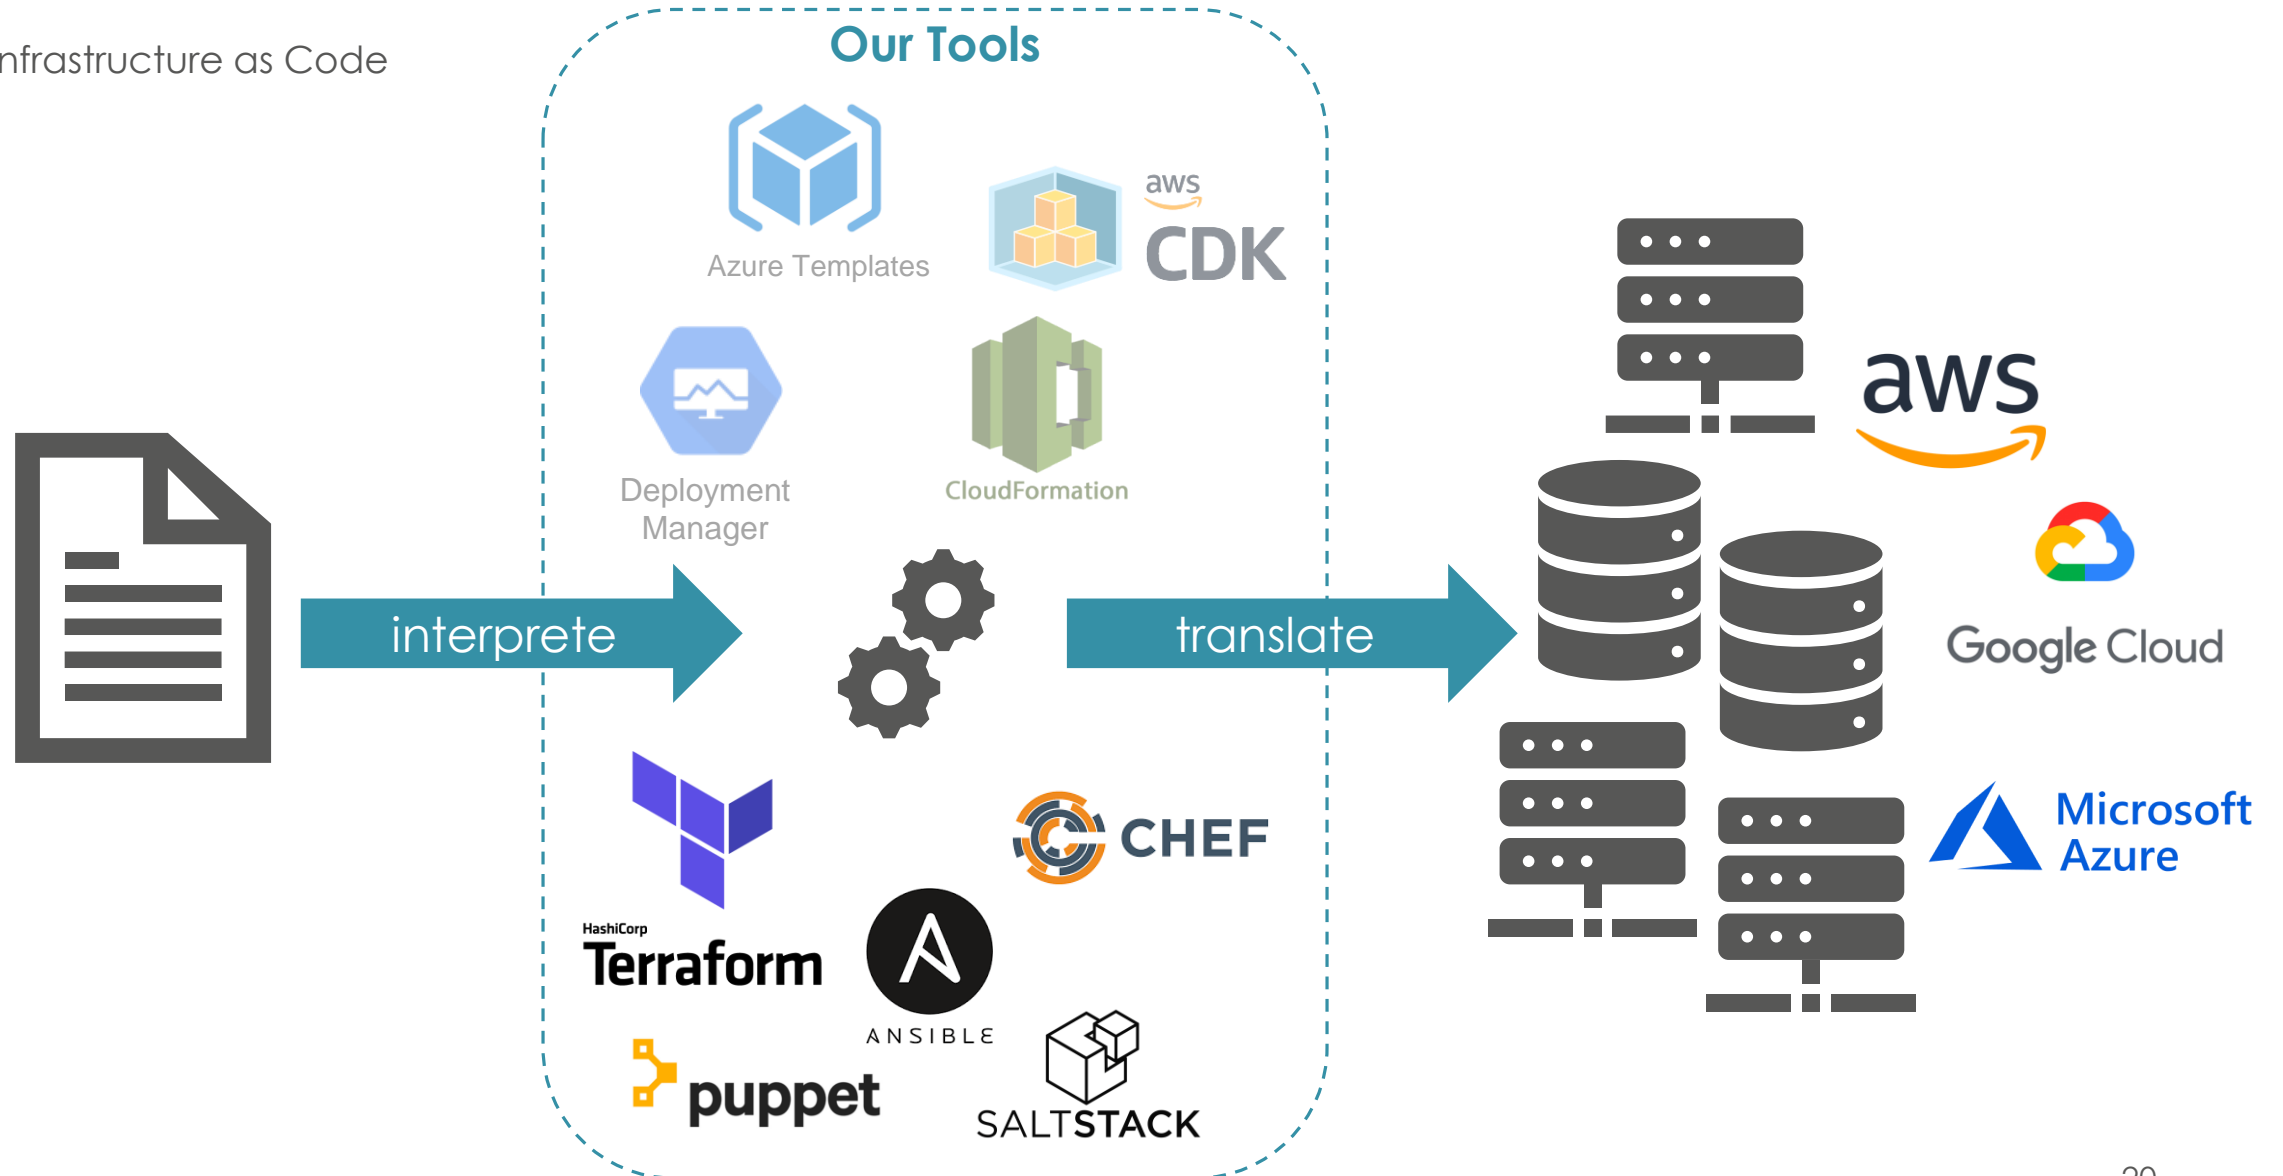 nfrastructure as Code
Our Tools
Azure Templates
aws
CDK
Deployment
Manager
CloudFormation
interprete
translate
aws
Google Cloud
Microsoft
Azure
CHEF
HashiCorp
Terraform
ANSIBLE
puppet
SALTSTACK